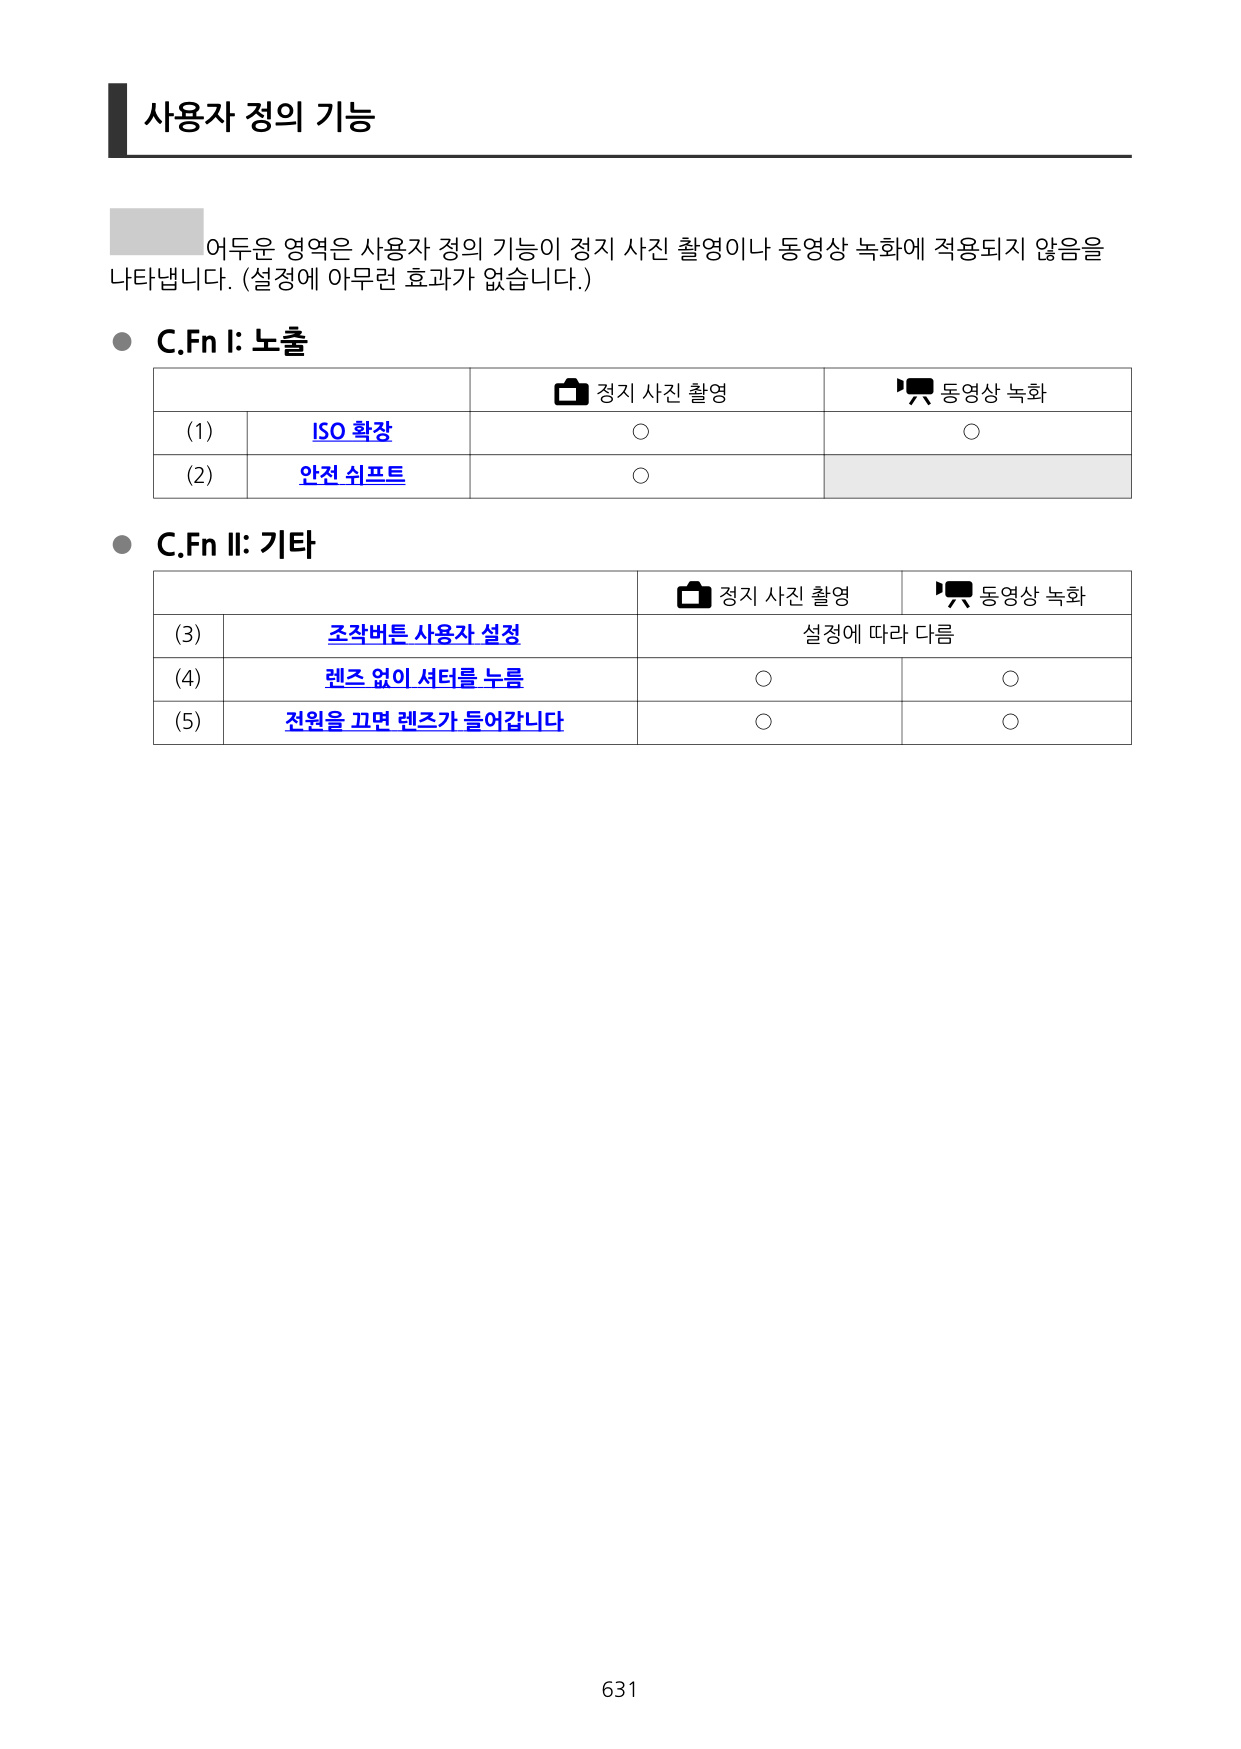 사용자 정의 기능
어두운 영역은 사용자 정의 기능이 정지 사진 촬영이나 동영상 녹화에 적용되지 않음을
나타냅니다. (설정에 아무런 효과가 없습니다.)
● C.Fn I: 노출
정지 사진 촬영 동영상 녹화
(1) ISO 확장 ○ ○
(2) 안전 쉬프트 ○
● C.Fn II: 기타
정지 사진 촬영 동영상 녹화
(3) 조작버튼 사용자 설정 설정에 따라 다름
(4) 렌즈 없이 셔터를 누름 ○ ○
(5) 전원을 끄면 렌즈가 들어갑니다 ○ ○
631